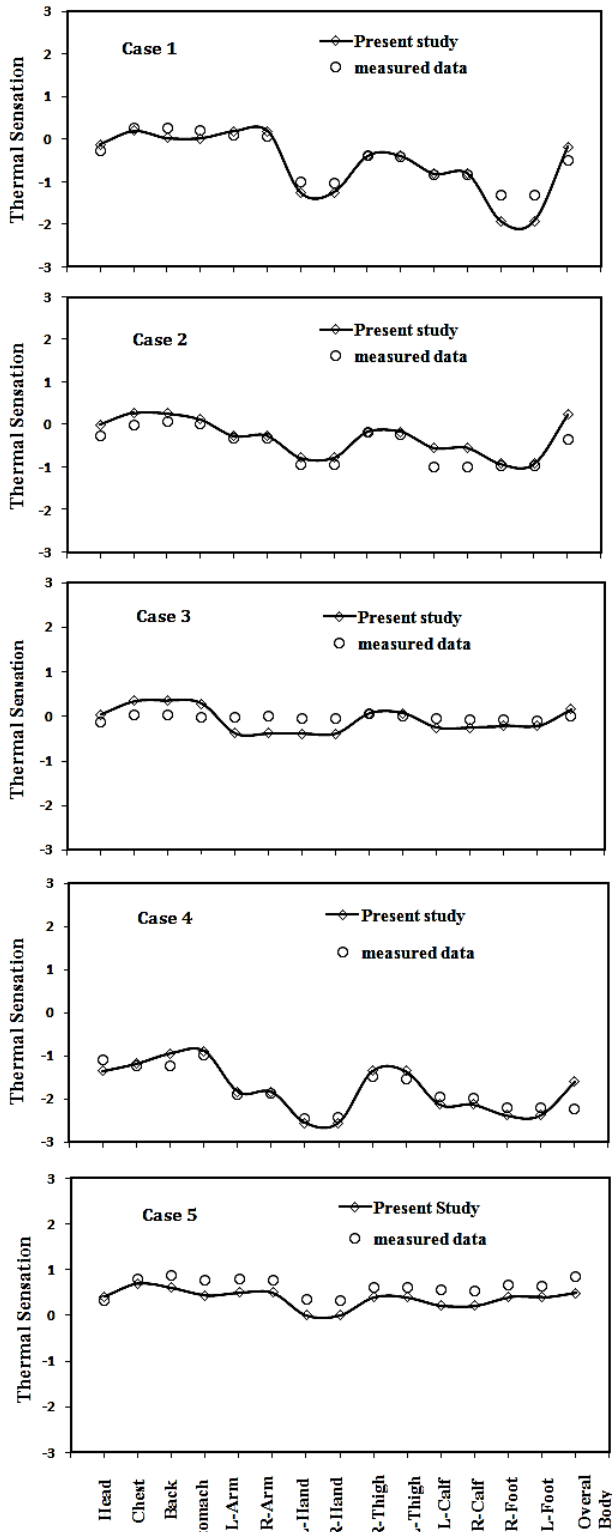 3
2
1
0
-1
-2
-3
Thermal Sensation
Case 1
Present study
measured data
3
2
1
0
-1
-2
-3
Thermal Sensation
Case 2
Present study
measured data
3
2
1
0
-1
-2
-3
Thermal Sensation
Case 3
Present study
measured data
3
2
1
0
-1
-2
-3
Thermal Sensation
Case 4
Present study
measured data
3
2
1
0
-1
-2
-3
Thermal Sensation
Case 5
Present Study
measured data
Head
Chest
Back
tomach
L-Arm
R-Arm
L-Hand
R-Hand
R-Thigh
L-Thigh
L-Calf
R-Calf
R-Foot
L-Foot
Overal
Body